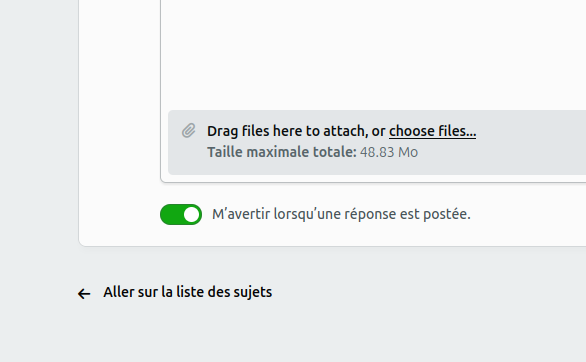 Drag files here to attach, or choose files...
Taille maximale totale: 48.83 Mo
M'avertir lorsqu'une réponse est postée.
Aller sur la liste des sujets